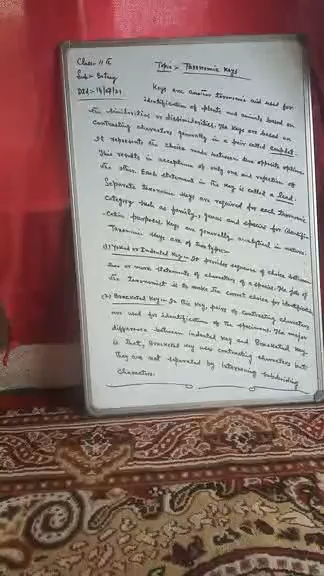 Class:- 11 G
Topic :- Taxonomic Keys
Sub:- Botany
Dtd:- 15/07/21
Keys are another taxonomic aid used for
identification of plants and animals based on
the similarities or dissimilarities. The Keys are based on
contrasting characters generally in a pair called couplet.
It represents the choice made between two opposite options.
This results in acceptance of only one and rejection of
the other. Each statement in the key is called a lead.
Separate taxonomic Keys are required for each taxonomic
Category such as family, genus and species for identifi-
cation purposes. Keys are generally analytical in nature.
Taxonomic Keys are of two types:-
Yoked or Indented Key :- It provides sequence of choice between
two or more statements of characters of a species. The job of
the taxonomist is to make the correct choice for identification
Bracketed Key :- In this key, pairs of contrasting characters
are used for identification of the specimens. The major
difference between indented key and Bracketed key
is that, Bracketed key uses contrasting characters but
they are not separated by intervening subdividing
characters.